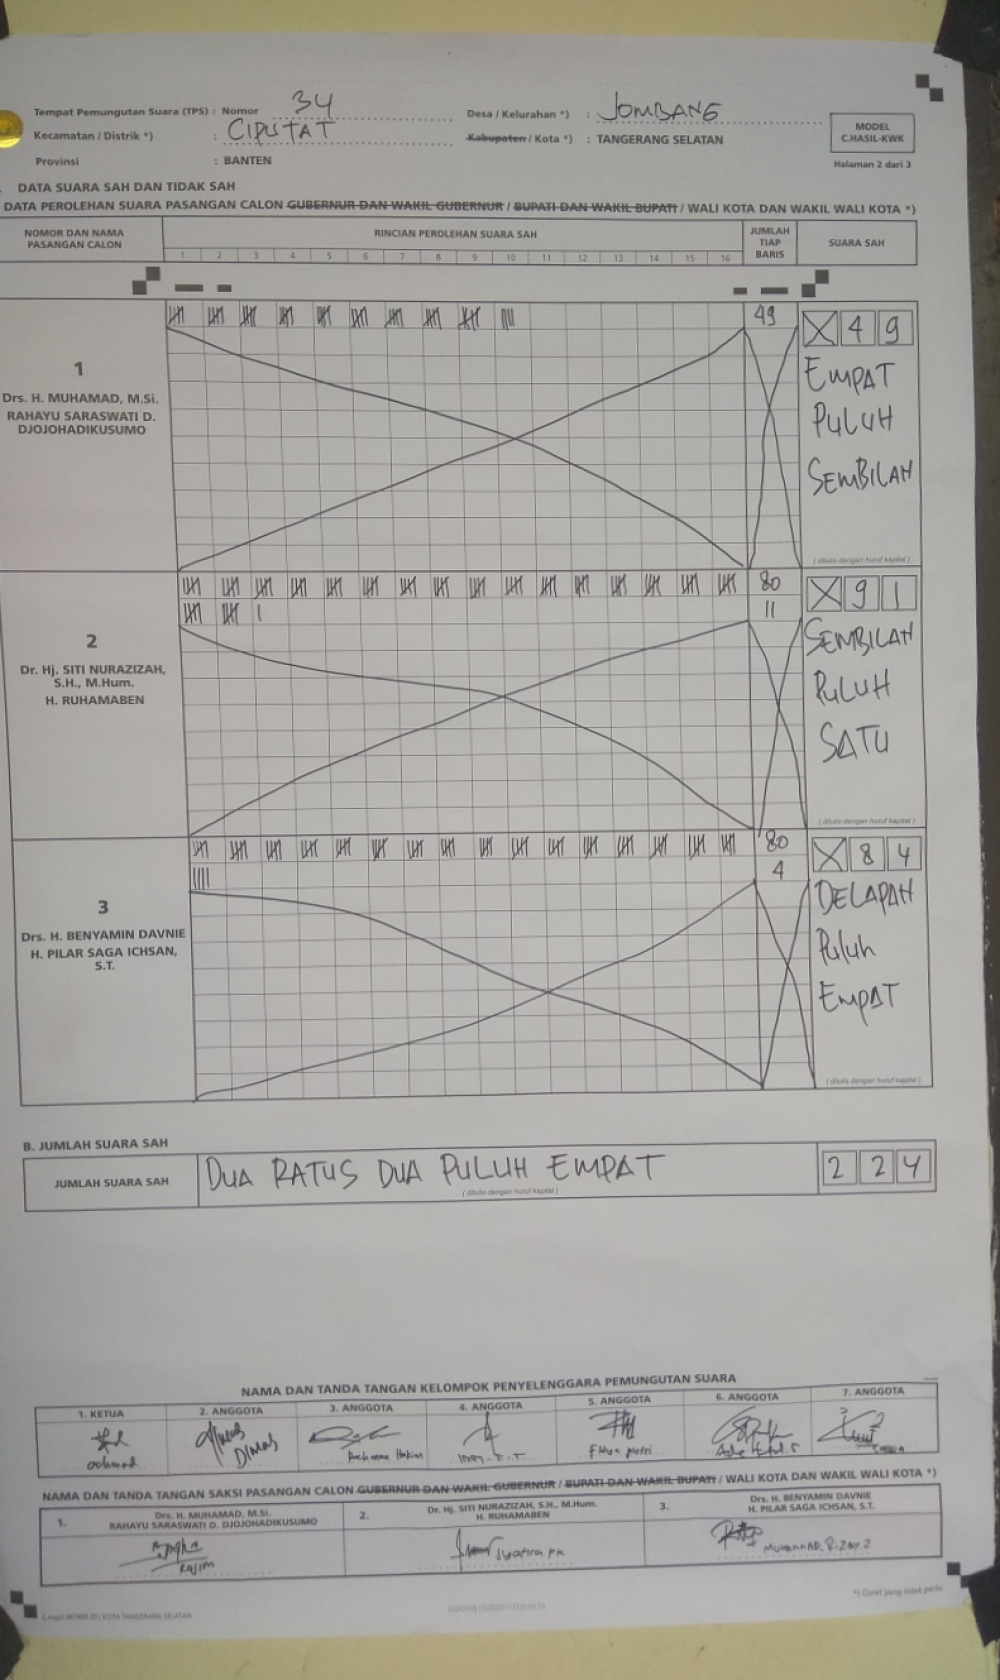 Tempat Pemungutan Suara (TPS) : Nomor 34
Desa / Kelurahan *) : JOMBANG
Kecamatan / Distrik *) : CIPUTAT
Kabupaten / Kota *) : TANGERANG SELATAN
Provinsi : BANTEN
MODEL
C.HASIL-KWK
Halaman 2 dari 3
DATA SUARA SAH DAN TIDAK SAH
DATA PEROLEHAN SUARA PASANGAN CALON GUBERNUR DAN WAKIL GUBERNUR / BUPATI DAN WAKIL BUPATI / WALI KOTA DAN WAKIL WALI KOTA *)
NOMOR DAN NAMA
PASANGAN CALON
RINCIAN PEROLEHAN SUARA SAH
JUMLAH
TIAP
BARIS
SUARA SAH
1 2 3 4 5 6 7 8 9 10 11 12 13 14 15 16
1
Drs. H. MUHAMAD, M.Si.
RAHAYU SARASWATI D.
DJOJOHADIKUSUMO
49
X 4 9
EMPAT
PULUH
SEMBILAN
( ditulis dengan huruf kapital )
2
Dr. Hj. SITI NURAZIZAH,
S.H., M.Hum.
H. RUHAMABEN
80
11
X 9 1
SEMBILAN
PULUH
SATU
( ditulis dengan huruf kapital )
3
Drs. H. BENYAMIN DAVNIE
H. PILAR SAGA ICHSAN,
S.T.
80
4
X 8 4
DELAPAN
Puluh
EMPAT
( ditulis dengan huruf kapital )
B. JUMLAH SUARA SAH
JUMLAH SUARA SAH
DUA RATUS DUA PULUH EMPAT
( ditulis dengan huruf kapital )
2 2 4
NAMA DAN TANDA TANGAN KELOMPOK PENYELENGGARA PEMUNGUTAN SUARA
1. KETUA 2. ANGGOTA 3. ANGGOTA 4. ANGGOTA 5. ANGGOTA 6. ANGGOTA 7. ANGGOTA
achmad DIMAS Rachman Hakim putri
NAMA DAN TANDA TANGAN SAKSI PASANGAN CALON GUBERNUR DAN WAKIL GUBERNUR / BUPATI DAN WAKIL BUPATI / WALI KOTA DAN WAKIL WALI KOTA *)
1. Drs. H. MUHAMAD, M.Si.
RAHAYU SARASWATI D. DJOJOHADIKUSUMO
2. Dr. Hj. SITI NURAZIZAH, S.H., M.Hum.
H. RUHAMABEN
3. Drs. H. BENYAMIN DAVNIE
H. PILAR SAGA ICHSAN, S.T.
*) Coret yang tidak perlu
KOTA TANGERANG SELATAN